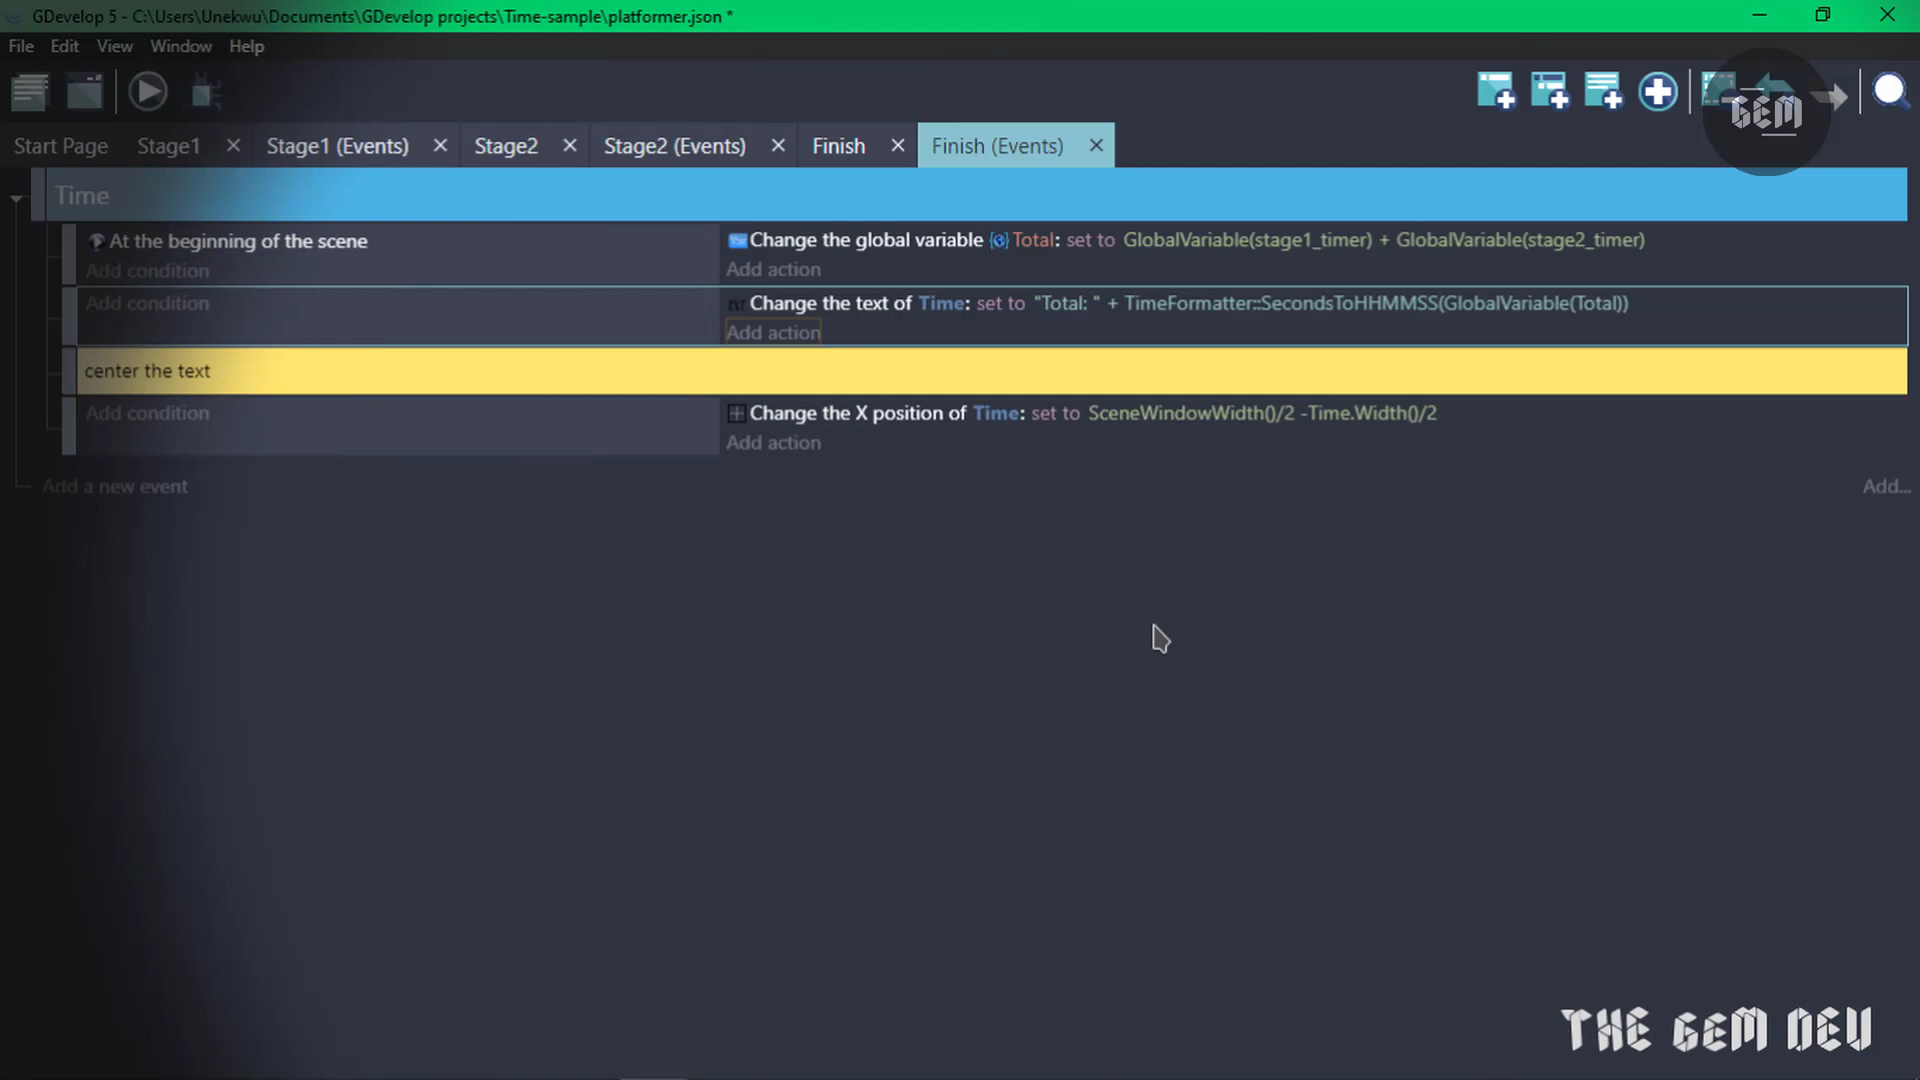 GDevelop 5 - C:\Users\Unekwu\Documents\GDevelop projects\Time-sample\platformer.json *
File Edit View Window Help
GEM
Start Page Stage1 Stage1 (Events) Stage2 Stage2 (Events) Finish Finish (Events)
Time
At the beginning of the scene
Add condition
Change the global variable Total: set to GlobalVariable(stage1_timer) + GlobalVariable(stage2_timer)
Add action
Add condition
Change the text of Time: set to "Total: " + TimeFormatter::SecondsToHHMMSS(GlobalVariable(Total))
Add action
center the text
Add condition
Change the X position of Time: set to SceneWindowWidth()/2 -Time.Width()/2
Add action
Add a new event
Add...
THE GEM DEV